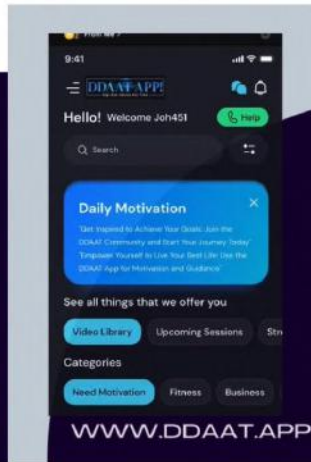 From Me >
9:41
DDAAT APP!
Hello! Welcome Joh451
Help
Search
Daily Motivation
"Get Inspired to Achieve Your Goals: Join the
DDAAT Community and Start Your Journey Today"
"Empower Yourself to Live Your Best Life: Use the
DDAAT App for Motivation and Guidance"
See all things that we offer you
Video Library
Upcoming Sessions
Categories
Need Motivation
Fitness
Business
WWW.DDAAT.APP